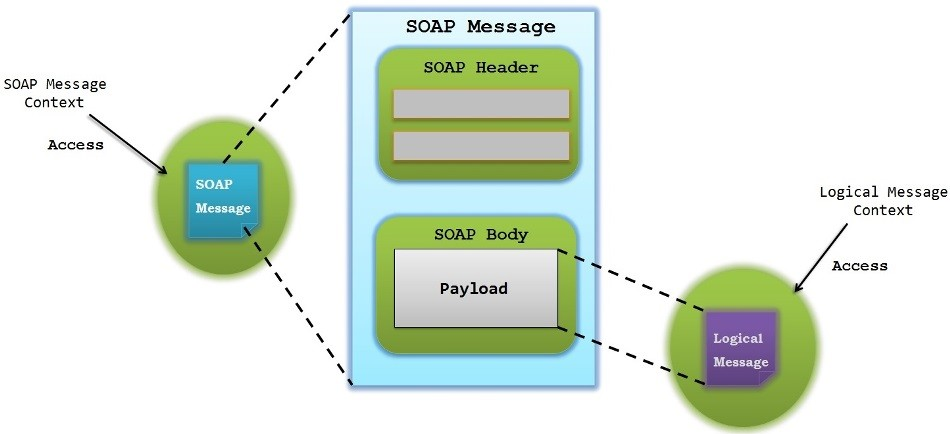 SOAP Message
SOAP Header
SOAP Message
Context
Access
SOAP
Message
SOAP Body
Payload
Logical Message
Context
Access
Logical
Message